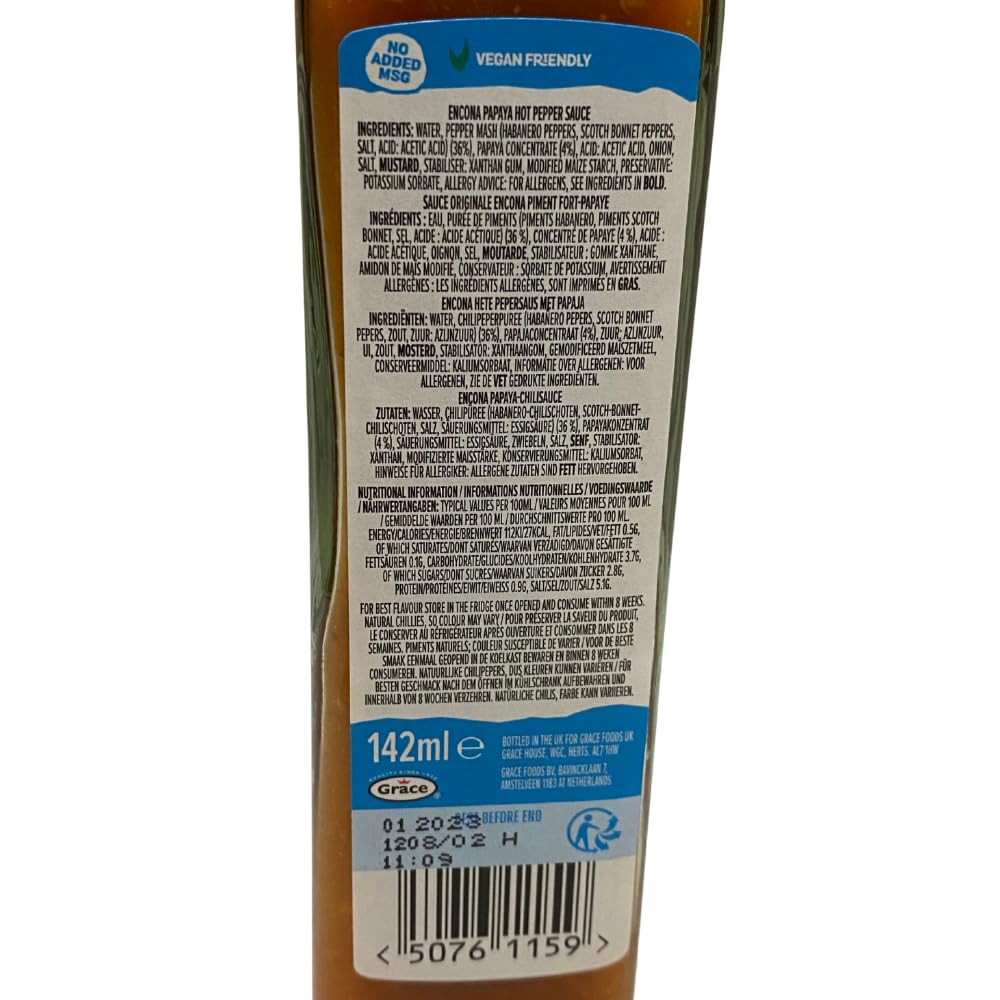 NO
ADDED
MSG
VEGAN FRIENDLY
ENCONA PAPAYA HOT PEPPER SAUCE
INGREDIENTS: WATER, PEPPER MASH (HABANERO PEPPERS, SCOTCH BONNET PEPPERS,
SALT, ACID: ACETIC ACID) (36%), PAPAYA CONCENTRATE (4%), ACID: ACETIC ACID, ONION,
SALT, MUSTARD, STABILISER: XANTHAN GUM, MODIFIED MAIZE STARCH, PRESERVATIVE:
POTASSIUM SORBATE, ALLERGY ADVICE: FOR ALLERGENS, SEE INGREDIENTS IN BOLD.
SAUCE ORIGINALE ENCONA PIMENT FORT-PAPAYE
INGRÉDIENTS : EAU, PURÉE DE PIMENTS (PIMENTS HABANERO, PIMENTS SCOTCH
BONNET, SEL, ACIDE : ACIDE ACÉTIQUE) (36 %), CONCENTRÉ DE PAPAYE (4 %), ACIDE :
ACIDE ACÉTIQUE, OIGNON, SEL, MOUTARDE, STABILISATEUR : GOMME XANTHANE,
AMIDON DE MAÏS MODIFIÉ, CONSERVATEUR : SORBATE DE POTASSIUM, AVERTISSEMENT
ALLERGÈNES : LES INGRÉDIENTS ALLERGÈNES, SONT IMPRIMÉS EN GRAS.
ENCONA HETE PEPERSAUS MET PAPAJA
INGREDIËNTEN: WATER, CHILIPEPERPUREE (HABANERO PEPERS, SCOTCH BONNET
PEPERS, ZOUT, ZUUR: AZIJNZUUR) (36%), PAPAJACONCENTRAAT (4%), ZUUR: AZIJNZUUR,
UI, ZOUT, MOSTERD, STABILISATOR: XANTHAANGOM, GEMODIFICEERD MAISZETMEEL,
CONSERVEERMIDDEL: KALIUMSORBAAT, INFORMATIE OVER ALLERGENEN: VOOR
ALLERGENEN, ZIE DE VET GEDRUKTE INGREDIËNTEN.
ENCONA PAPAYA-CHILISAUCE
ZUTATEN: WASSER, CHILIPÜREE (HABANERO-CHILISCHOTEN, SCOTCH-BONNET-
CHILISCHOTEN, SALZ, SÄUERUNGSMITTEL: ESSIGSÄURE) (36 %), PAPAYAKONZENTRAT
(4 %), SÄUERUNGSMITTEL: ESSIGSÄURE, ZWIEBELN, SALZ, SENF, STABILISATOR:
XANTHAN, MODIFIZIERTE MAISSTÄRKE, KONSERVIERUNGSMITTEL: KALIUMSORBAT,
HINWEISE FÜR ALLERGIKER: ALLERGENE ZUTATEN SIND FETT HERVORGEHOBEN.
NUTRITIONAL INFORMATION / INFORMATIONS NUTRITIONNELLES / VOEDINGSWAARDE
/ NÄHRWERTANGABEN: TYPICAL VALUES PER 100ML / VALEURS MOYENNES POUR 100 ML
/ GEMIDDELDE WAARDEN PER 100 ML / DURCHSCHNITTSWERTE PRO 100 ML.
ENERGY/CALORIES/ENERGIE/BRENNWERT 112KJ/27KCAL, FAT/LIPIDES/VET/FETT 0.5G,
OF WHICH SATURATES/DONT SATURÉS/WAARVAN VERZADIGD/DAVON GESÄTTIGTE
FETTSÄUREN 0.1G, CARBOHYDRATE/GLUCIDES/KOOLHYDRATEN/KOHLENHYDRATE 3.7G,
OF WHICH SUGARS/DONT SUCRES/WAARVAN SUIKERS/DAVON ZUCKER 2.8G,
PROTEIN/PROTÉINES/EIWIT/EIWEISS 0.9G, SALT/SEL/ZOUT/SALZ 5.1G.
FOR BEST FLAVOUR STORE IN THE FRIDGE ONCE OPENED AND CONSUME WITHIN 8 WEEKS.
NATURAL CHILLIES, SO COLOUR MAY VARY / POUR PRÉSERVER LA SAVEUR DU PRODUIT,
LE CONSERVER AU RÉFRIGÉRATEUR APRÈS OUVERTURE ET CONSOMMER DANS LES 8
SEMAINES. PIMENTS NATURELS; COULEUR SUSCEPTIBLE DE VARIER / VOOR DE BESTE
SMAAK EENMAAL GEOPEND IN DE KOELKAST BEWAREN EN BINNEN 8 WEKEN
CONSUMEREN. NATUURLIJKE CHILIPEPERS, DUS KLEUREN KUNNEN VARIËREN / FÜR
BESTEN GESCHMACK NACH DEM ÖFFNEN IM KÜHLSCHRANK AUFBEWAHREN UND
INNERHALB VON 8 WOCHEN VERZEHREN. NATÜRLICHE CHILIS, FARBE KANN VARIIEREN.
142ml e
BOTTLED IN THE UK FOR GRACE FOODS UK
GRACE HOUSE, WGC, HERTS. AL7 1HW
GRACE FOODS BV, BAVINCKLAAN 7,
AMSTELVEEN 1183 AT NETHERLANDS
Grace
BEST BEFORE END
01 2023
1208/02 H
11:09
< 5076 1159 >